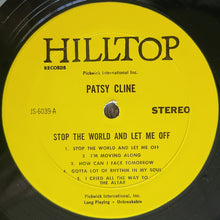 HILLTOP
RECORDS
Pickwick International Inc.
PATSY CLINE
JS-6039-A
STEREO
STOP THE WORLD AND LET ME OFF
1. STOP THE WORLD AND LET ME OFF
2. I'M MOVING ALONG
3. HOW CAN I FACE TOMORROW
4. GOTTA LOT OF RHYTHM IN MY SOUL
5. I CRIED ALL THE WAY TO
THE ALTAR
Pickwick International Inc.
Long Playing - Unbreakable